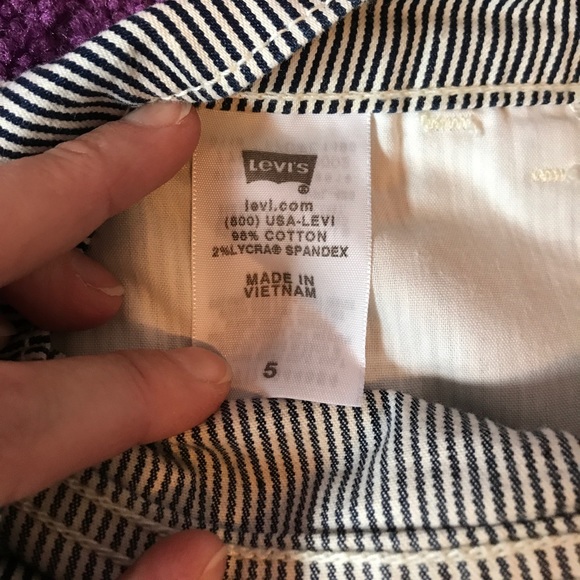 Levi's
®
levi.com
(800) USA-LEVI
98% COTTON
2%LYCRA® SPANDEX
MADE IN
VIETNAM
5